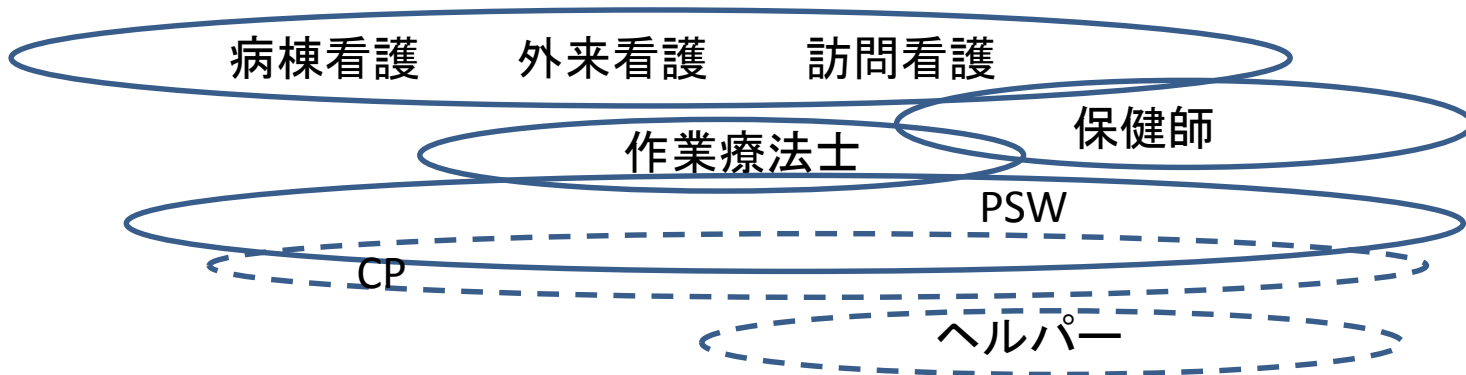 病棟看護 外来看護 訪問看護
保健師
作業療法士
PSW
CP
ヘルパー